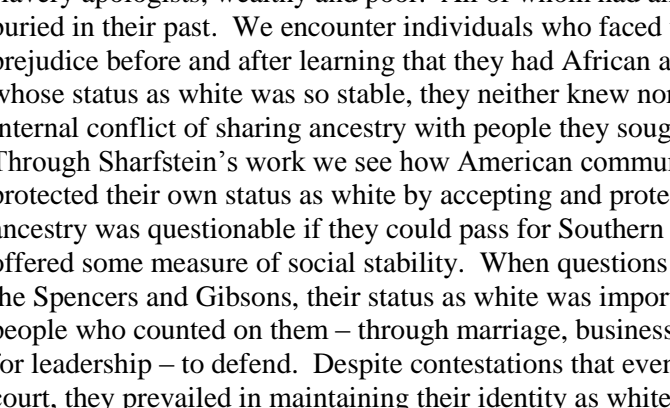 slavery apologists, wealthy and poor. All of whom had an
buried in their past. We encounter individuals who faced
prejudice before and after learning that they had African a
whose status as white was so stable, they neither knew nor
internal conflict of sharing ancestry with people they soug
Through Sharfstein's work we see how American commu
protected their own status as white by accepting and prote
ancestry was questionable if they could pass for Southern
offered some measure of social stability. When questions
the Spencers and Gibsons, their status as white was impor
people who counted on them – through marriage, business
for leadership – to defend. Despite contestations that even
court, they prevailed in maintaining their identity as white